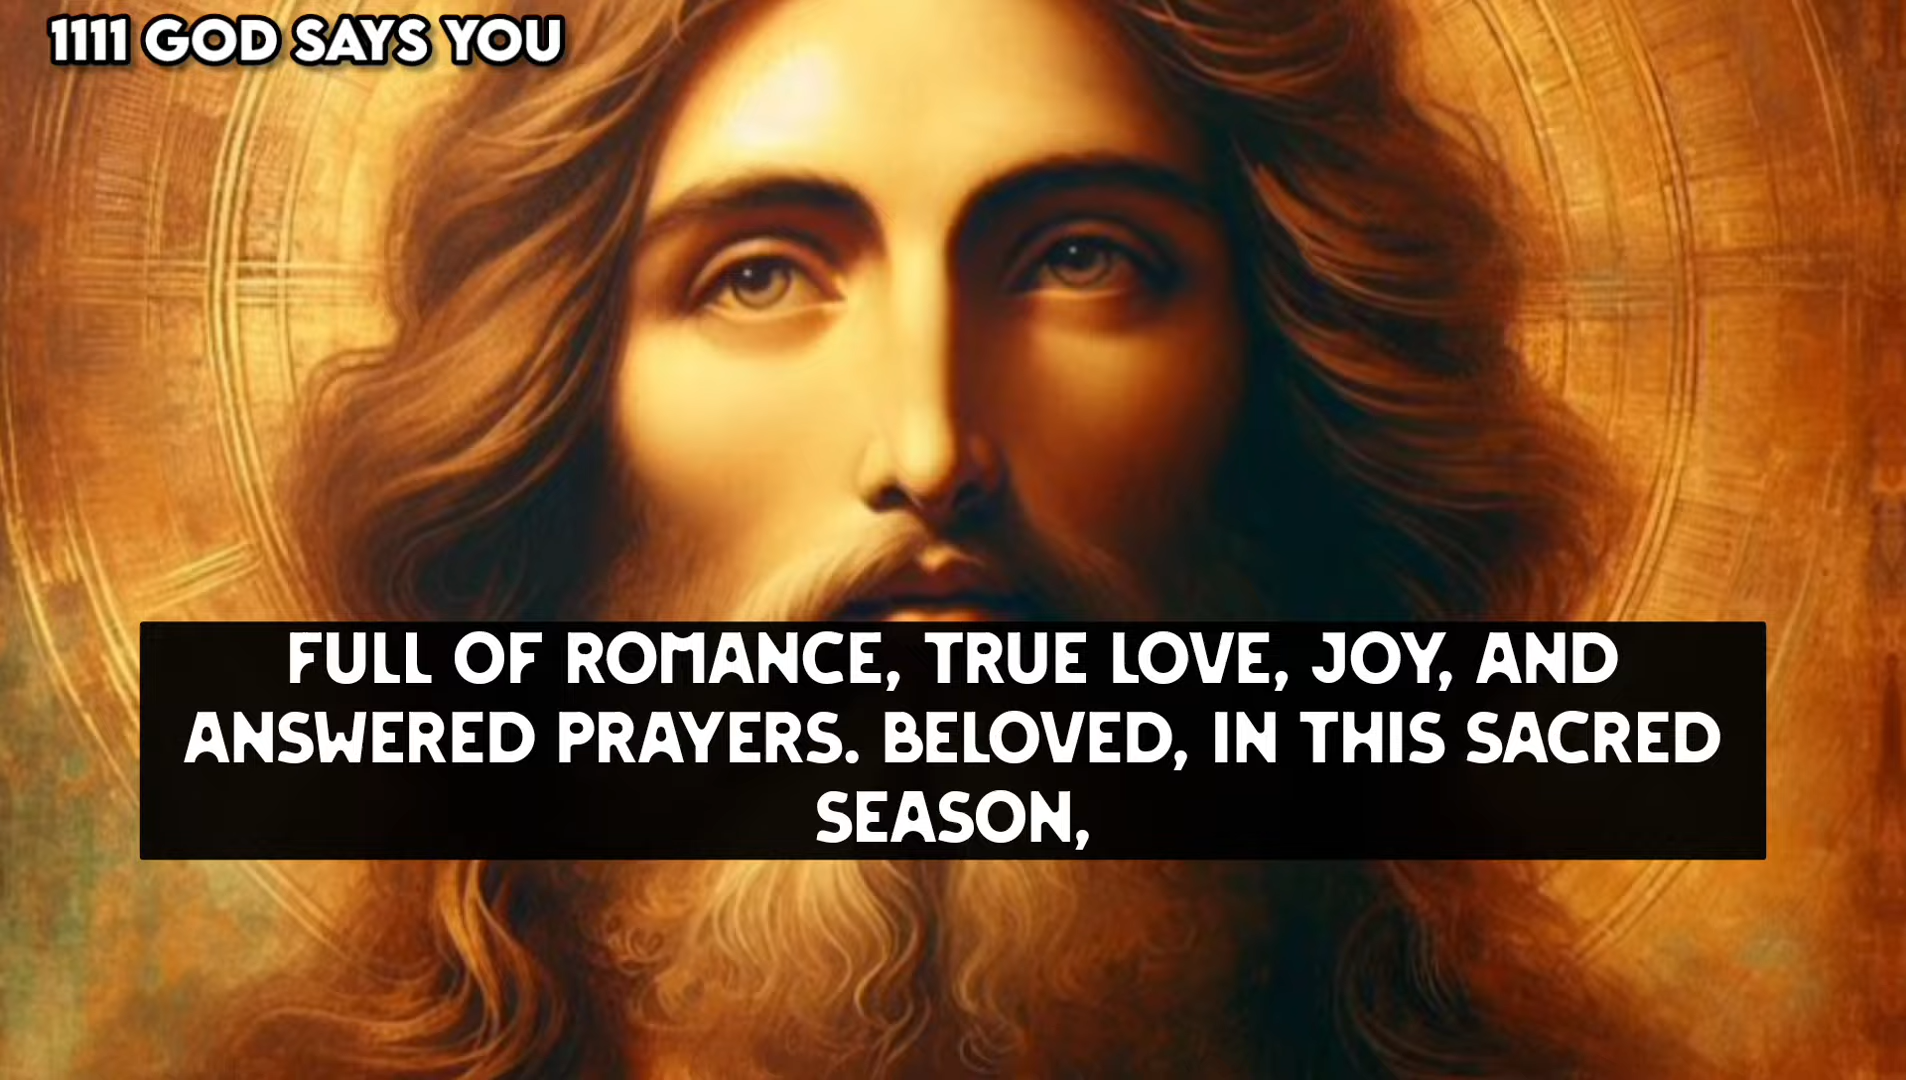 1111 GOD SAYS YOU
FULL OF ROMANCE, TRUE LOVE, JOY, AND
ANSWERED PRAYERS. BELOVED, IN THIS SACRED
SEASON,